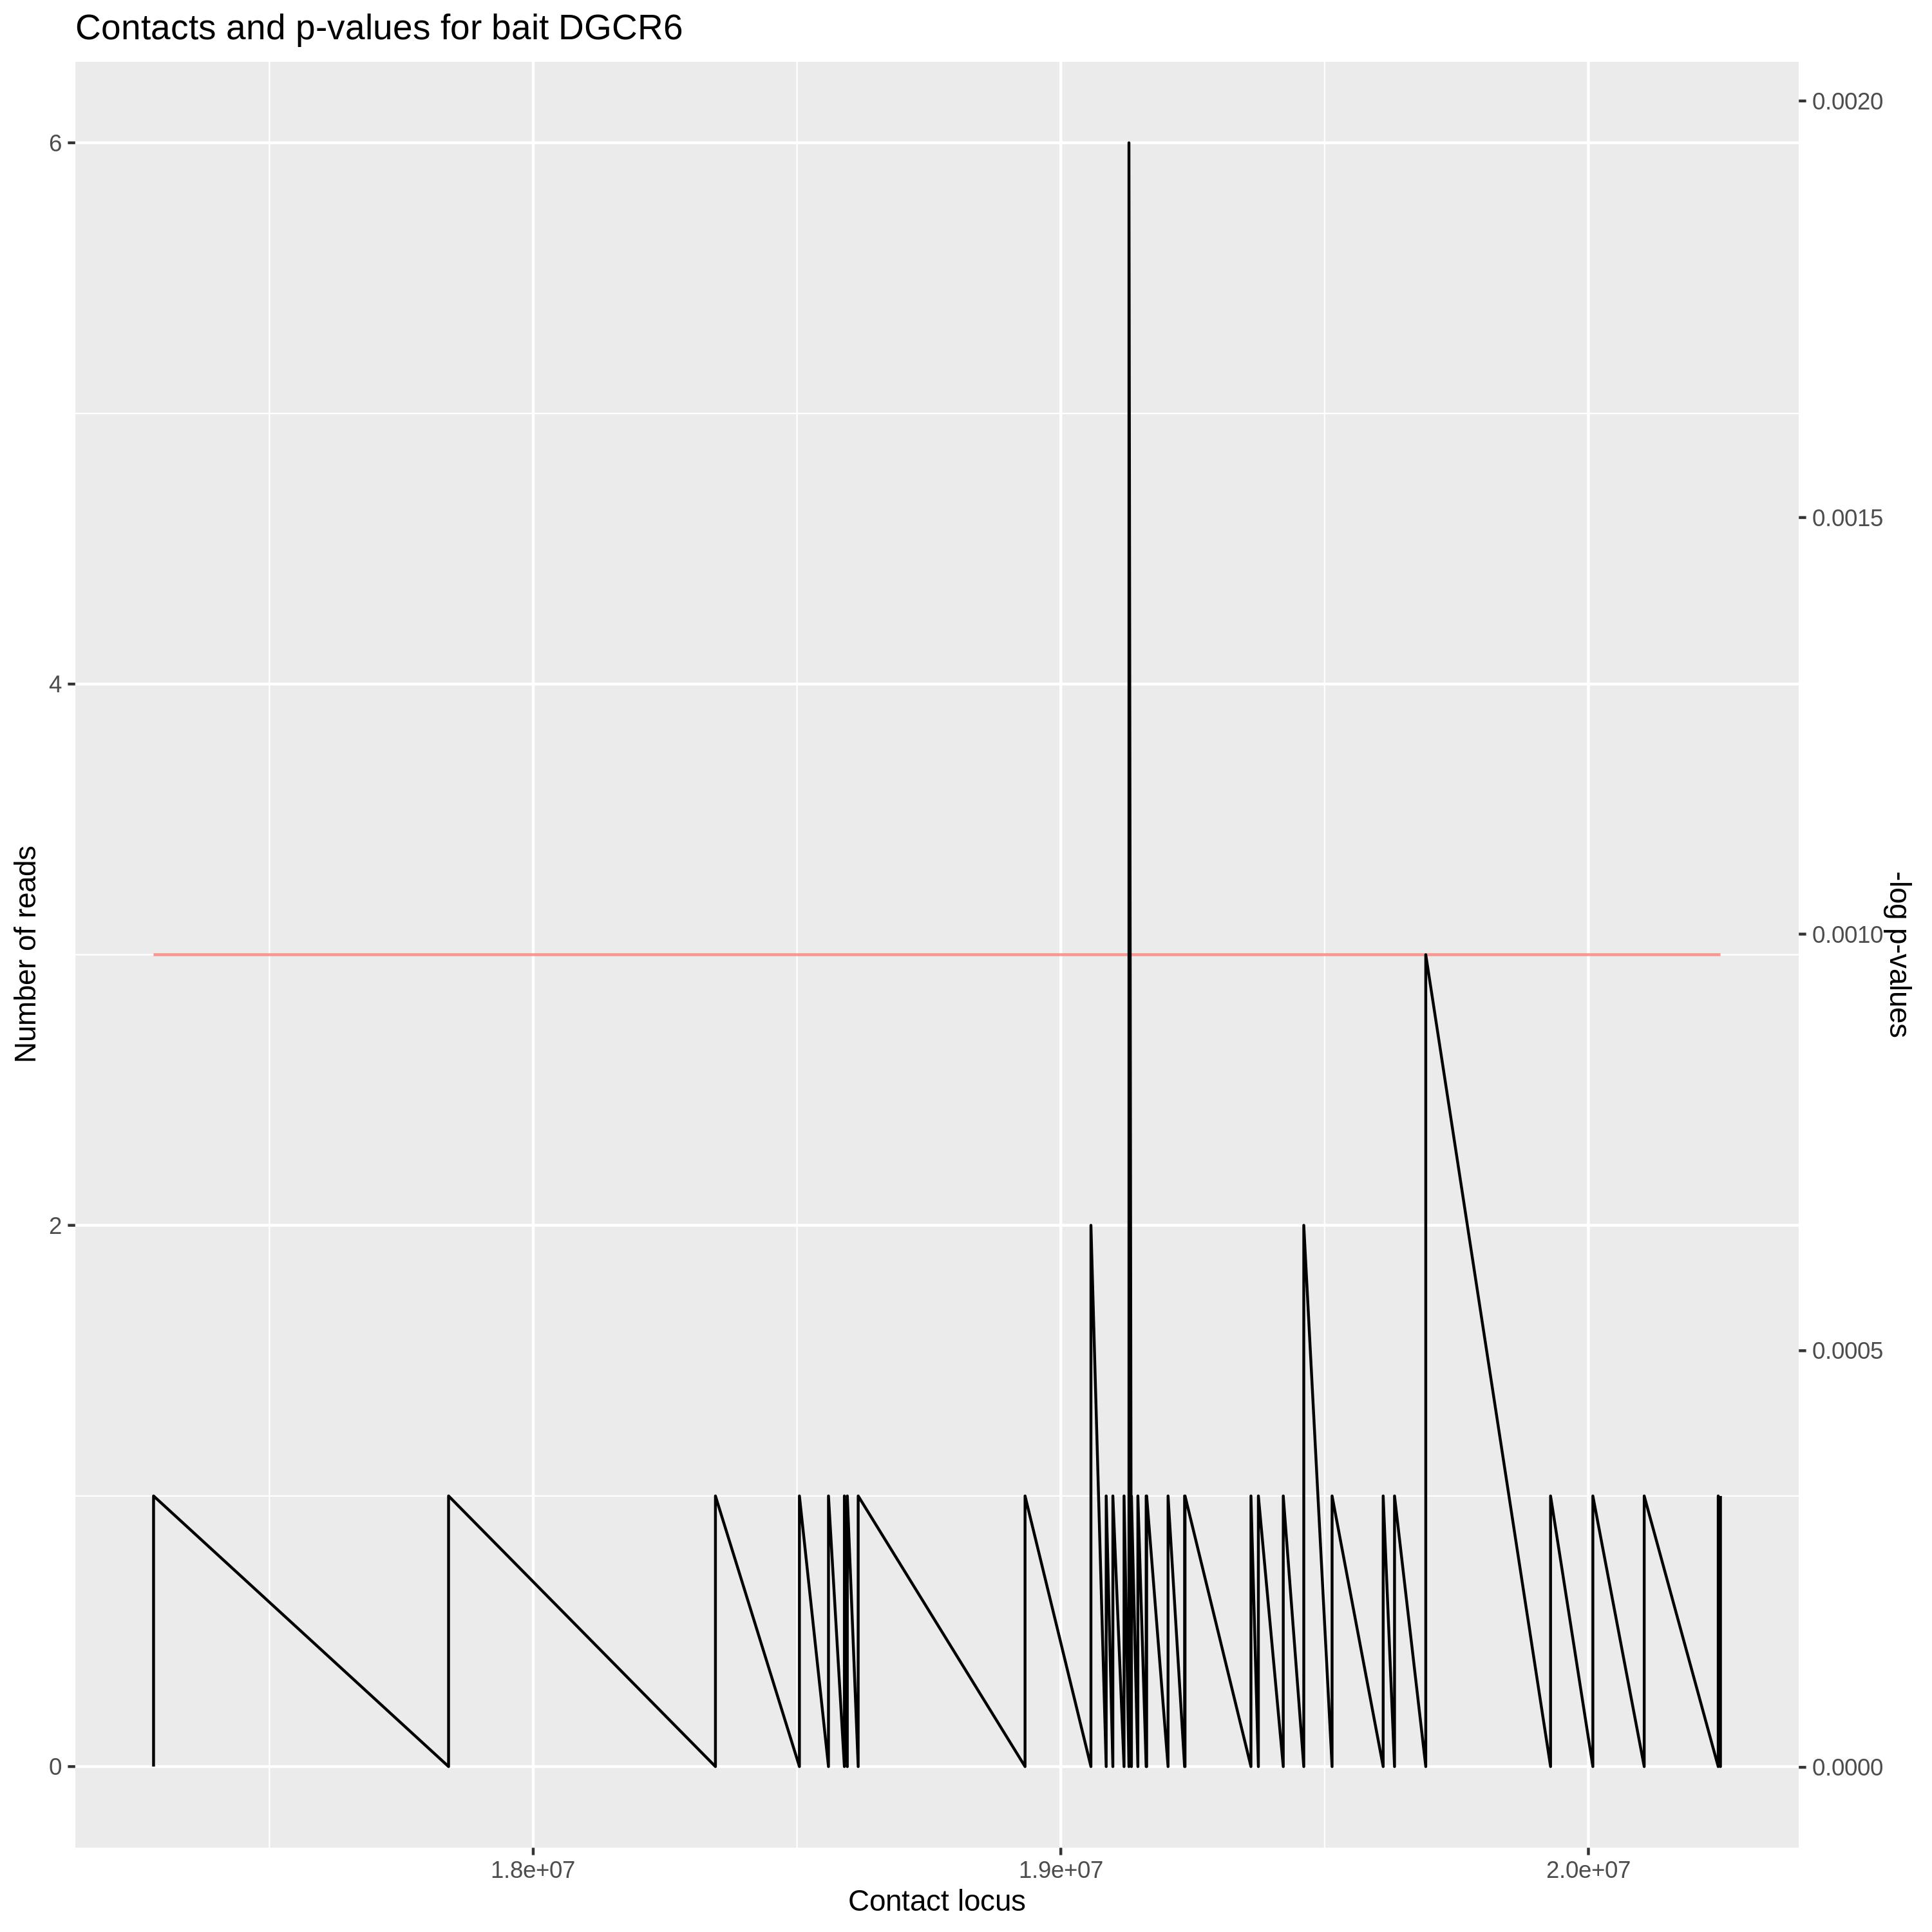 Contacts and p-values for bait DGCR6
6
4
2
0
Number of reads
0.0020
0.0015
0.0010
0.0005
0.0000
-log p-values
1.8e+07
1.9e+07
2.0e+07
Contact locus